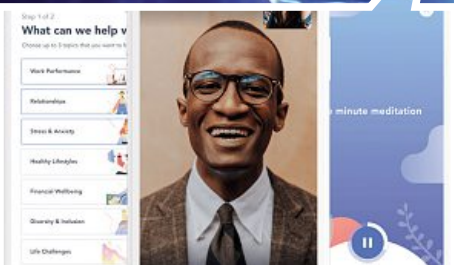 Step 1 of 2
What can we help
Choose up to 3 topics that you want to
Work Performance
Relationships
Stress & Anxiety
Healthy Lifestyles
Financial Wellbeing
Diversity & Inclusion
Life Challenges
minute meditation